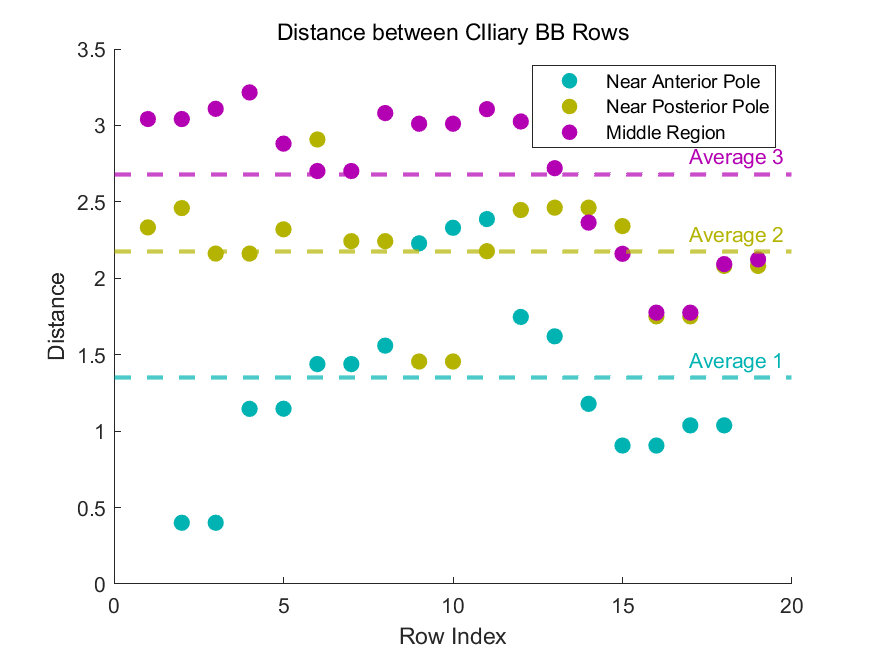 Distance between CIliary BB Rows
3.5
3
2.5
2
1.5
1
0.5
0
Distance
Near Anterior Pole
Near Posterior Pole
Middle Region
Average 3
Average 2
Average 1
0
5
10
15
20
Row Index